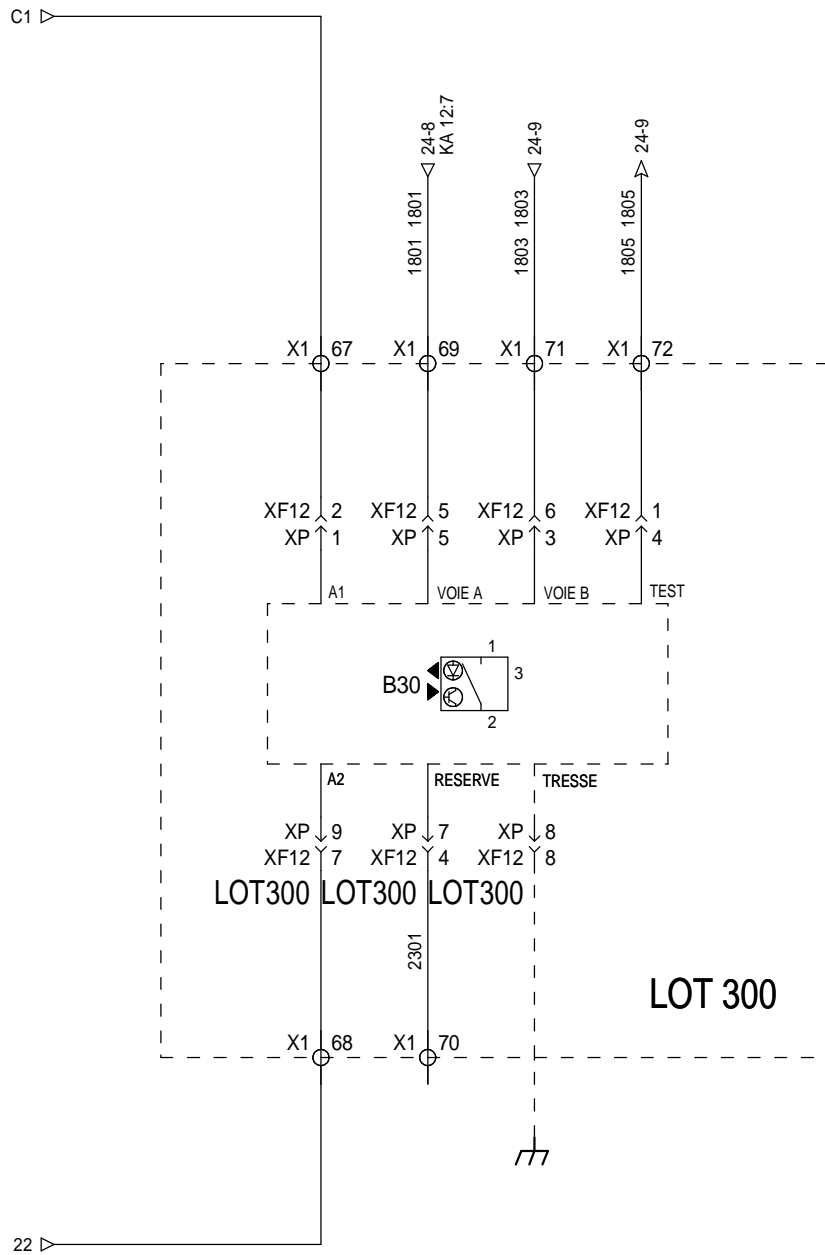 C1
24-8
KA 12:7
24-9
24-9
1801 1801
1803 1803
1805 1805
X1 67 X1 69 X1 71 X1 72
XF12 2 XF12 5 XF12 6 XF12 1
XP 1 XP 5 XP 3 XP 4
A1 VOIE A VOIE B TEST
1
B30 3
2
A2 RESERVE TRESSE
XP 9 XP 7 XP 8
XF12 7 XF12 4 XF12 8
LOT300 LOT300 LOT300
2301
LOT 300
X1 68 X1 70
22